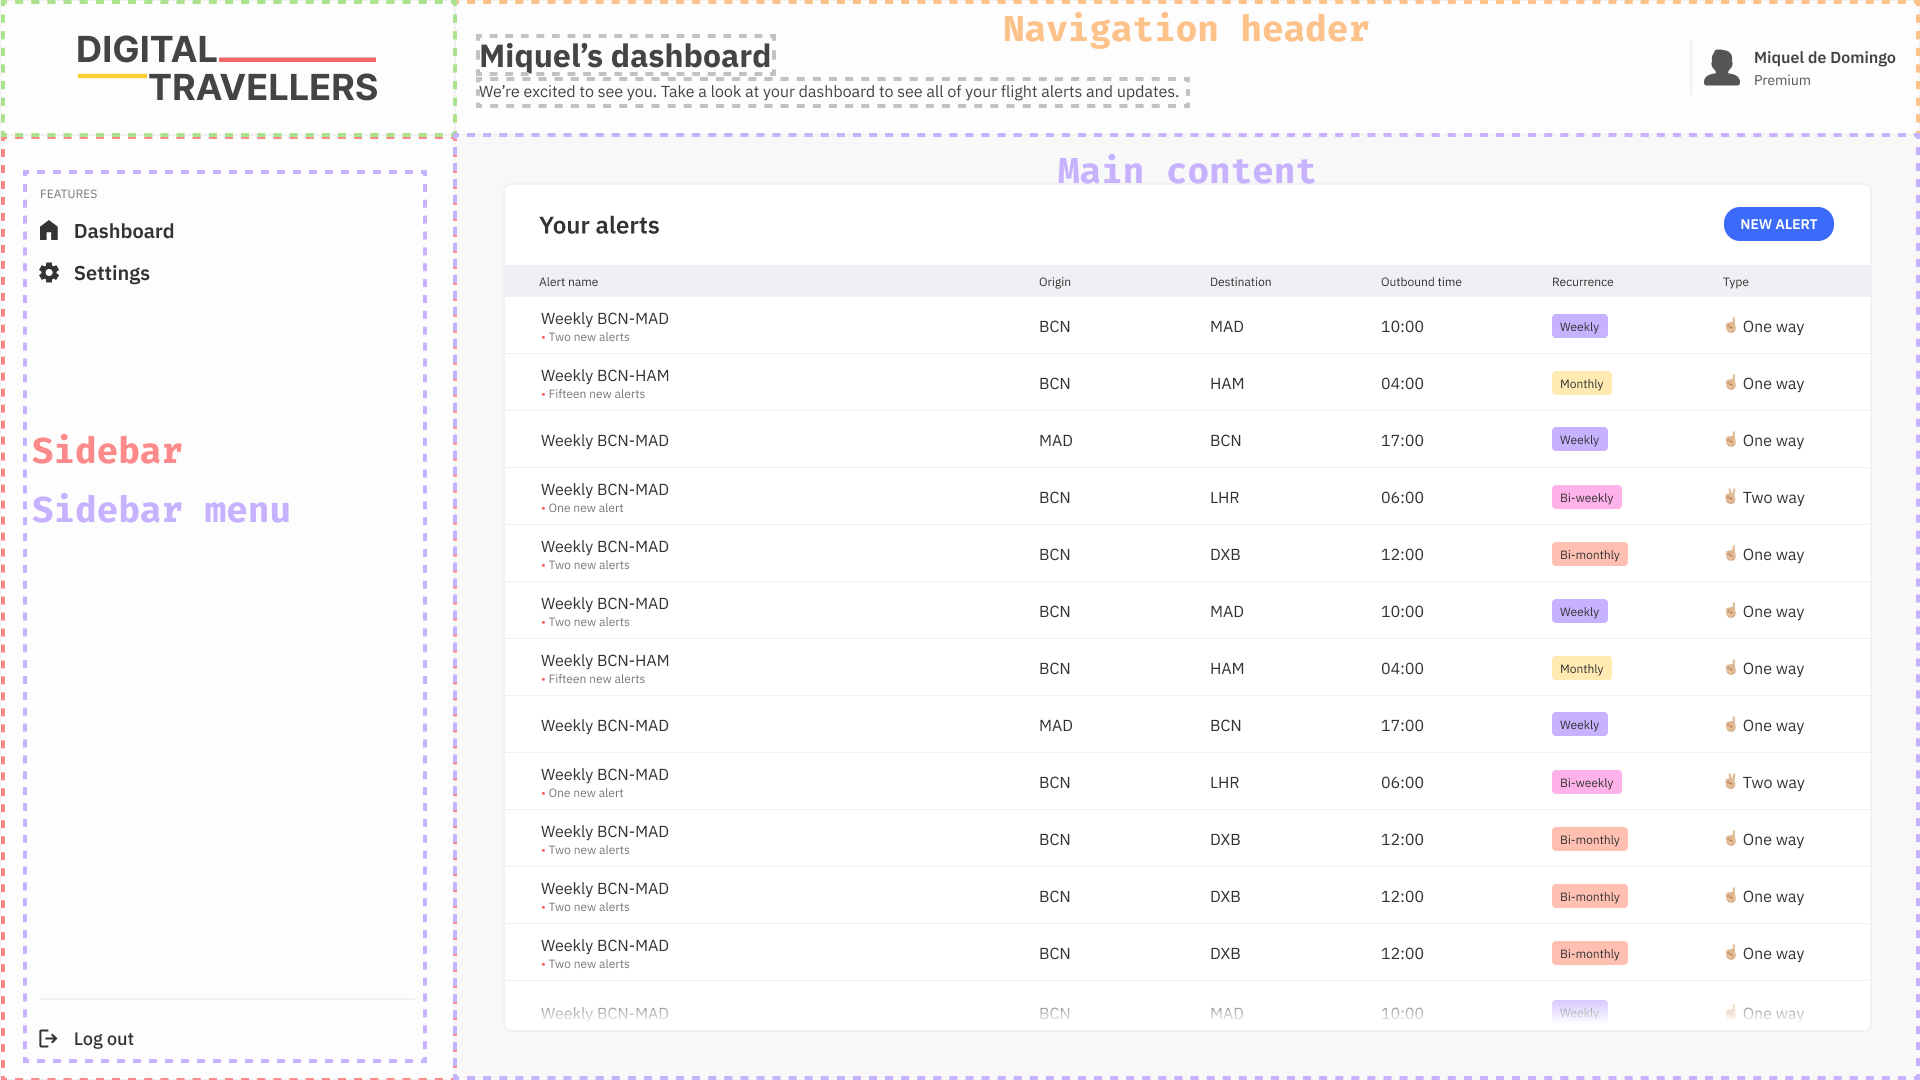 DIGITAL
TRAVELLERS
Navigation header
Miquel’s dashboard
We’re excited to see you. Take a look at your dashboard to see all of your flight alerts and updates.
Miquel de Domingo
Premium
FEATURES
Dashboard
Settings
Sidebar
Sidebar menu
Log out
Main content
Your alerts
NEW ALERT
Alert name Origin Destination Outbound time Recurrence Type
Weekly BCN-MAD BCN MAD 10:00 Weekly ☝🏼 One way
• Two new alerts
Weekly BCN-HAM BCN HAM 04:00 Monthly ☝🏼 One way
• Fifteen new alerts
Weekly BCN-MAD MAD BCN 17:00 Weekly ☝🏼 One way
Weekly BCN-MAD BCN LHR 06:00 Bi-weekly ✌🏼 Two way
• One new alert
Weekly BCN-MAD BCN DXB 12:00 Bi-monthly ☝🏼 One way
• Two new alerts
Weekly BCN-MAD BCN MAD 10:00 Weekly ☝🏼 One way
• Two new alerts
Weekly BCN-HAM BCN HAM 04:00 Monthly ☝🏼 One way
• Fifteen new alerts
Weekly BCN-MAD MAD BCN 17:00 Weekly ☝🏼 One way
Weekly BCN-MAD BCN LHR 06:00 Bi-weekly ✌🏼 Two way
• One new alert
Weekly BCN-MAD BCN DXB 12:00 Bi-monthly ☝🏼 One way
• Two new alerts
Weekly BCN-MAD BCN DXB 12:00 Bi-monthly ☝🏼 One way
• Two new alerts
Weekly BCN-MAD BCN DXB 12:00 Bi-monthly ☝🏼 One way
• Two new alerts
Weekly BCN-MAD BCN MAD 10:00 Weekly ☝🏼 One way